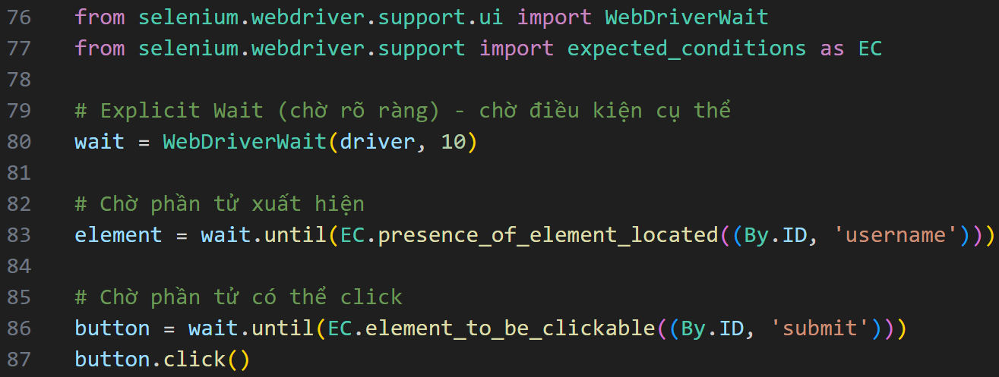 76 from selenium.webdriver.support.ui import WebDriverWait
77 from selenium.webdriver.support import expected_conditions as EC
78
79 # Explicit Wait (chờ rõ ràng) - chờ điều kiện cụ thể
80 wait = WebDriverWait(driver, 10)
81
82 # Chờ phần tử xuất hiện
83 element = wait.until(EC.presence_of_element_located((By.ID, 'username')))
84
85 # Chờ phần tử có thể click
86 button = wait.until(EC.element_to_be_clickable((By.ID, 'submit')))
87 button.click()